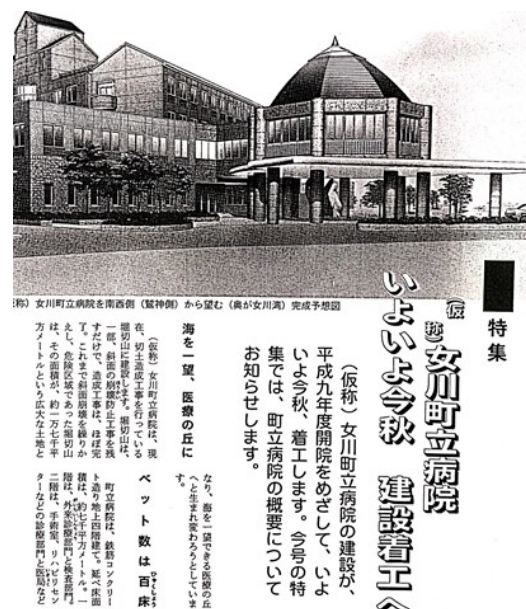 特集
(仮称)女川町立病院
いよいよ今秋 建設着工へ
称)女川町立病院を南西側(鷲神側)から望む(奥が女川湾)完成予想図
(仮称)女川町立病院の建設が、
平成九年度開院をめざして、いよ
いよ今秋、着工します。今号の特
集では、町立病院の概要について
お知らせします。
海を一望、医療の丘に
(仮称)女川町立病院は、現
在、切土造成工事を行っている
堀切山に建設します。堀切山は、
一部、斜面の崩壊防止工事を残
すだけで、造成工事は、ほぼ完
了。これまで斜面崩壊を繰りか
えし、危険区域であった堀切山
は、その面積が、約一万七千平
方メートルという広大な土地と
なり、海を一望できる医療の丘
へと生まれ変わろうとしていま
す。
ベット数は百床
ひゃくしょう
町立病院は、鉄筋コンクリー
ト造り地上四階建て。延べ床面
積は、約七千平方メートル。一
階は、外来診療部門と検査部門。
二階は、手術室、リハビリセン
ターなどの診療部門と医局など